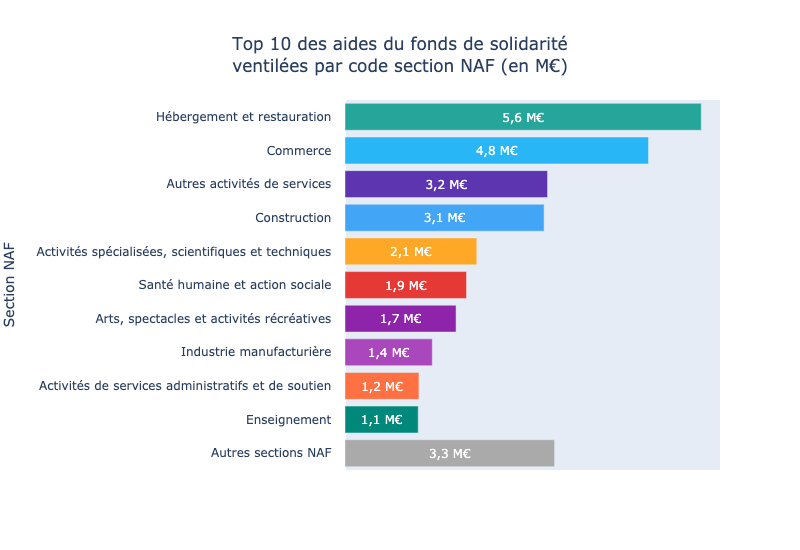 Top 10 des aides du fonds de solidarité
ventilées par code section NAF (en M€)
Section NAF
Hébergement et restauration 5,6 M€
Commerce 4,8 M€
Autres activités de services 3,2 M€
Construction 3,1 M€
Activités spécialisées, scientifiques et techniques 2,1 M€
Santé humaine et action sociale 1,9 M€
Arts, spectacles et activités récréatives 1,7 M€
Industrie manufacturière 1,4 M€
Activités de services administratifs et de soutien 1,2 M€
Enseignement 1,1 M€
Autres sections NAF 3,3 M€